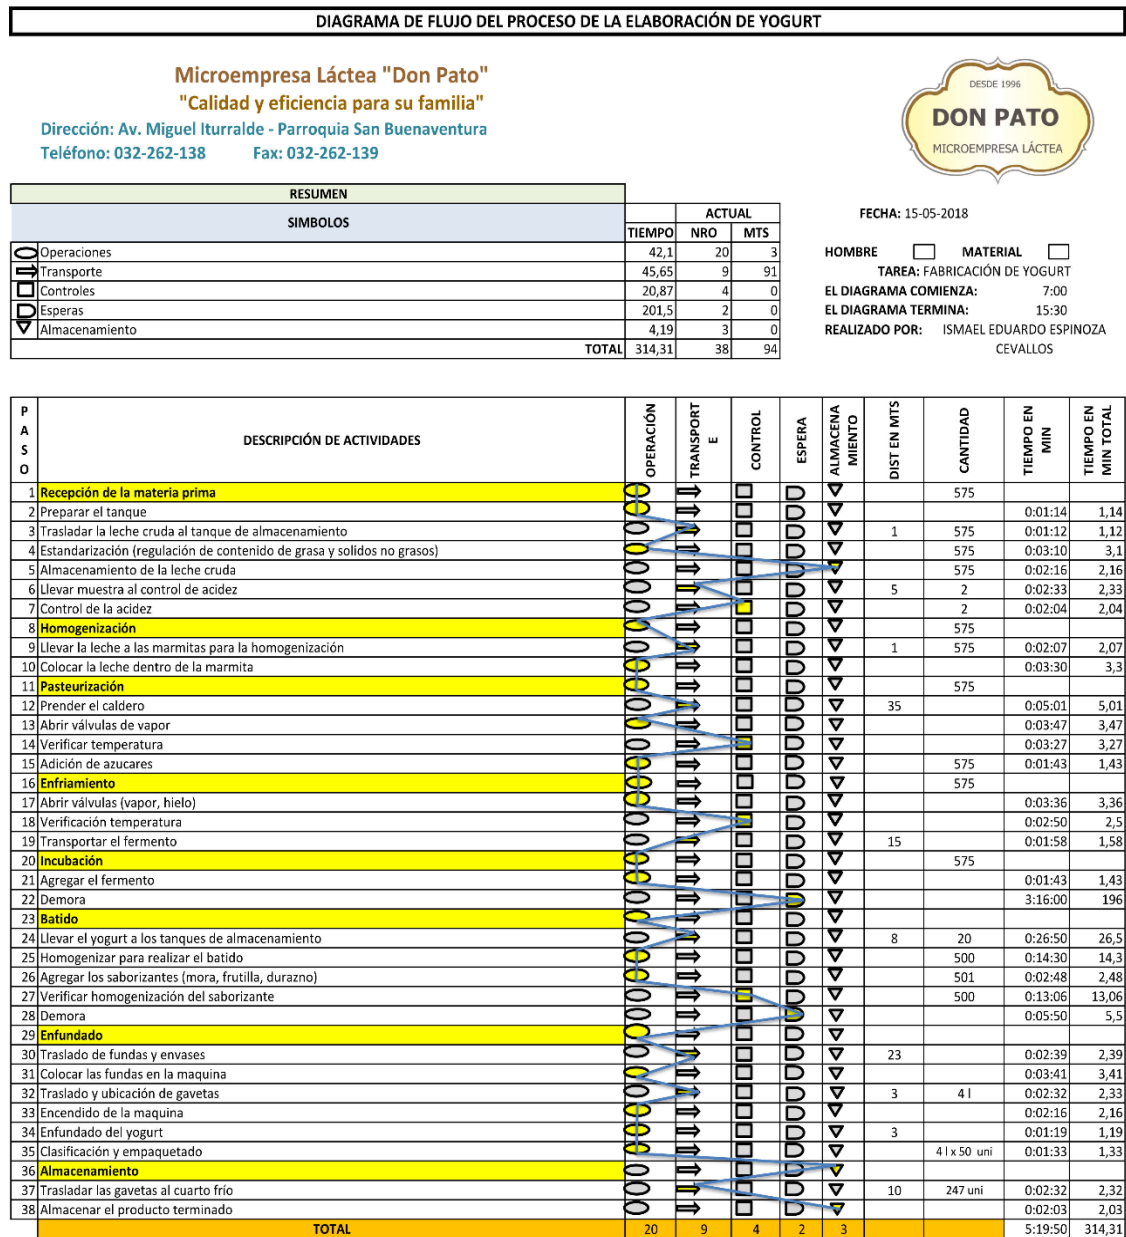 DIAGRAMA DE FLUJO DEL PROCESO DE LA ELABORACIÓN DE YOGURT
Microempresa Láctea "Don Pato"
"Calidad y eficiencia para su familia"
Dirección: Av. Miguel Iturralde - Parroquia San Buenaventura
Teléfono: 032-262-138 Fax: 032-262-139
DESDE 1996
DON PATO
MICROEMPRESA LÁCTEA
RESUMEN
SIMBOLOS ACTUAL
TIEMPO NRO MTS
Operaciones 42,1 20 3
Transporte 45,65 9 91
Controles 20,87 4 0
Esperas 201,5 2 0
Almacenamiento 4,19 3 0
TOTAL 314,31 38 94
FECHA: 15-05-2018
HOMBRE MATERIAL
TAREA: FABRICACIÓN DE YOGURT
EL DIAGRAMA COMIENZA: 7:00
EL DIAGRAMA TERMINA: 15:30
REALIZADO POR: ISMAEL EDUARDO ESPINOZA
CEVALLOS
PASO DESCRIPCIÓN DE ACTIVIDADES OPERACIÓN TRANSPORTE CONTROL ESPERA ALMACENAMIENTO DIST EN MTS CANTIDAD TIEMPO EN MIN TIEMPO EN MIN TOTAL
1 Recepción de la materia prima 575
2 Preparar el tanque 0:01:14 1,14
3 Trasladar la leche cruda al tanque de almacenamiento 1 575 0:01:12 1,12
4 Estandarización (regulación de contenido de grasa y solidos no grasos) 575 0:03:10 3,1
5 Almacenamiento de la leche cruda 575 0:02:16 2,16
6 Llevar muestra al control de acidez 5 2 0:02:33 2,33
7 Control de la acidez 2 0:02:04 2,04
8 Homogenización 575
9 Llevar la leche a las marmitas para la homogenización 1 575 0:02:07 2,07
10 Colocar la leche dentro de la marmita 0:03:30 3,3
11 Pasteurización 575
12 Prender el caldero 35 0:05:01 5,01
13 Abrir válvulas de vapor 0:03:47 3,47
14 Verificar temperatura 0:03:27 3,27
15 Adición de azucares 575 0:01:43 1,43
16 Enfriamiento 575
17 Abrir válvulas (vapor, hielo) 0:03:36 3,36
18 Verificación temperatura 0:02:50 2,5
19 Transportar el fermento 15 0:01:58 1,58
20 Incubación 575
21 Agregar el fermento 0:01:43 1,43
22 Demora 3:16:00 196
23 Batido
24 Llevar el yogurt a los tanques de almacenamiento 8 20 0:26:50 26,5
25 Homogenizar para realizar el batido 500 0:14:30 14,3
26 Agregar los saborizantes (mora, frutilla, durazno) 501 0:02:48 2,48
27 Verificar homogenización del saborizante 500 0:13:06 13,06
28 Demora 0:05:50 5,5
29 Enfundado
30 Traslado de fundas y envases 23 0:02:39 2,39
31 Colocar las fundas en la maquina 0:03:41 3,41
32 Traslado y ubicación de gavetas 3 4 l 0:02:32 2,33
33 Encendido de la maquina 0:02:16 2,16
34 Enfundado del yogurt 3 0:01:19 1,19
35 Clasificación y empaquetado 4 l x 50 uni 0:01:33 1,33
36 Almacenamiento
37 Trasladar las gavetas al cuarto frío 10 247 uni 0:02:32 2,32
38 Almacenar el producto terminado 0:02:03 2,03
TOTAL 20 9 4 2 3 5:19:50 314,31